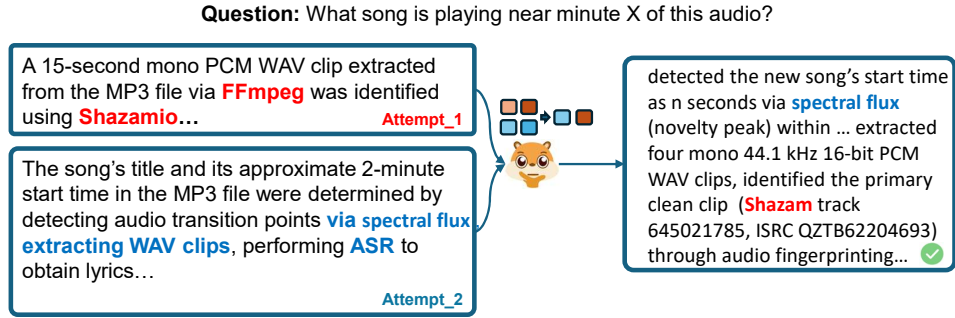 Question: What song is playing near minute X of this audio?
A 15-second mono PCM WAV clip extracted
from the MP3 file via FFmpeg was identified
using Shazamio...
Attempt_1
The song's title and its approximate 2-minute
start time in the MP3 file were determined by
detecting audio transition points via spectral flux,
extracting WAV clips, performing ASR to
obtain lyrics...
Attempt_2
detected the new song's start time
as n seconds via spectral flux
(novelty peak) within ... extracted
four mono 44.1 kHz 16-bit PCM
WAV clips, identified the primary
clean clip (Shazam track
645021785, ISRC QZTB62204693)
through audio fingerprinting...